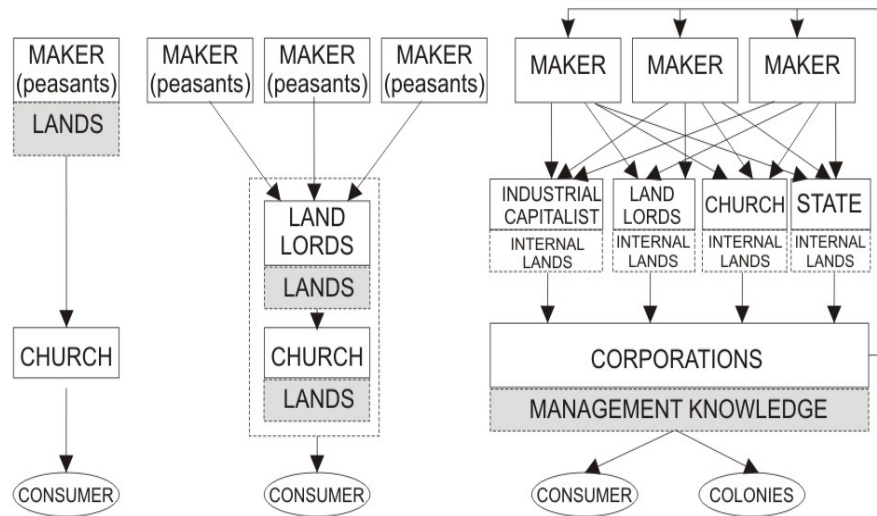 MAKER
(peasants)
LANDS
CHURCH
CONSUMER
MAKER
(peasants)
MAKER
(peasants)
MAKER
(peasants)
LAND
LORDS
LANDS
CHURCH
LANDS
CONSUMER
MAKER
MAKER
MAKER
INDUSTRIAL
CAPITALIST
INTERNAL
LANDS
LAND
LORDS
INTERNAL
LANDS
CHURCH
INTERNAL
LANDS
STATE
INTERNAL
LANDS
CORPORATIONS
MANAGEMENT KNOWLEDGE
CONSUMER
COLONIES